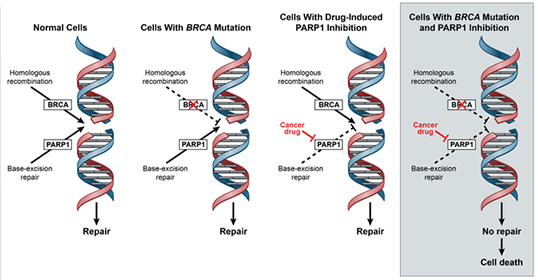 Normal Cells
Homologous
recombination
BRCA
PARP1
Base-excision
repair
Repair
Cells With BRCA Mutation
Homologous
recombination
BRCA
PARP1
Base-excision
repair
Repair
Cells With Drug-Induced
PARP1 Inhibition
Homologous
recombination
BRCA
Cancer
drug
PARP1
Base-excision
repair
Repair
Cells With BRCA Mutation
and PARP1 Inhibition
Homologous
recombination
BRCA
Cancer
drug
PARP1
Base-excision
repair
No repair
Cell death